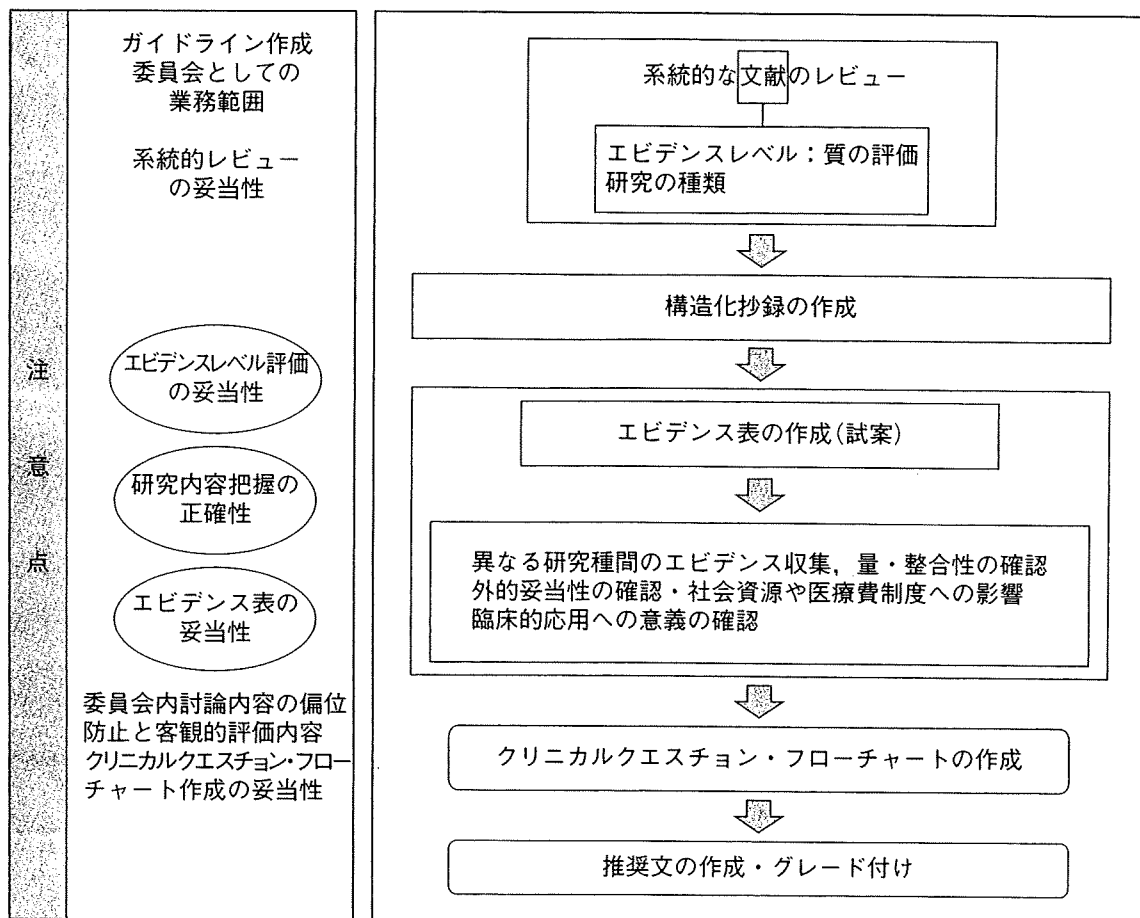 注意点
ガイドライン作成
委員会としての
業務範囲
系統的レビュー
の妥当性
エビデンスレベル評価
の妥当性
研究内容把握の
正確性
エビデンス表の
妥当性
委員会内討論内容の偏位
防止と客観的評価内容
クリニカルクエスチョン・フロー
チャート作成の妥当性
系統的な文献のレビュー
エビデンスレベル：質の評価
研究の種類
構造化抄録の作成
エビデンス表の作成(試案)
異なる研究種間のエビデンス収集，量・整合性の確認
外的妥当性の確認・社会資源や医療費制度への影響
臨床的応用への意義の確認
クリニカルクエスチョン・フローチャートの作成
推奨文の作成・グレード付け